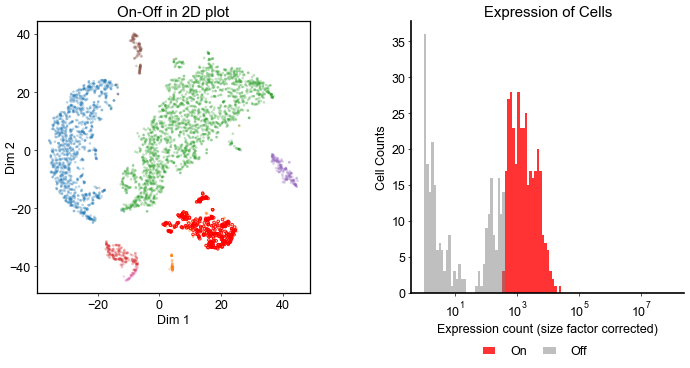 On-Off in 2D plot
40
20
0
−20
−40
Dim 2
−20
0
20
40
Dim 1
Expression of Cells
35
30
25
20
15
10
5
0
Cell Counts
10^1
10^3
10^5
10^7
Expression count (size factor corrected)
On
Off